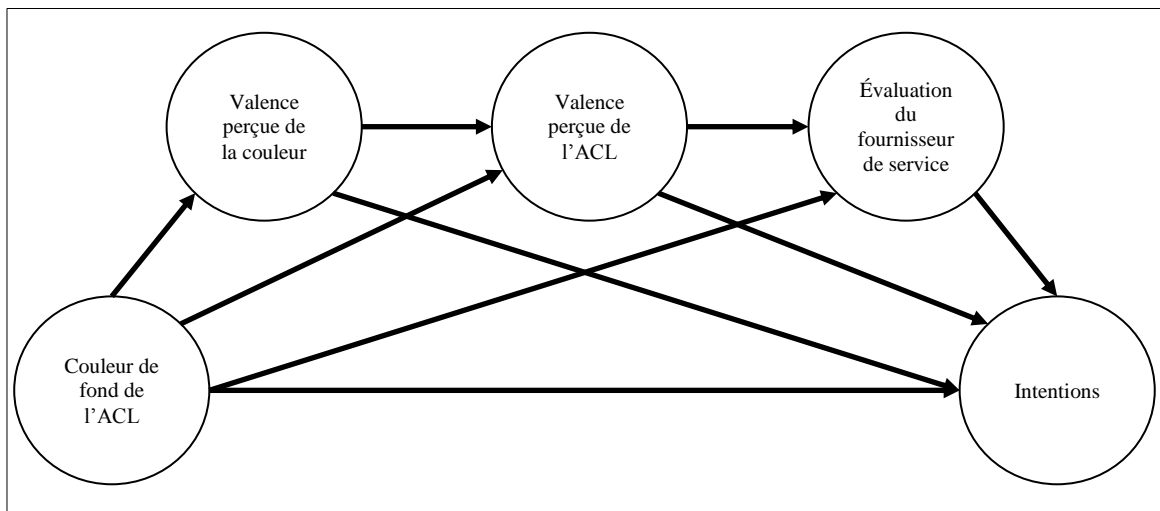 Valence
perçue de
la couleur
Valence
perçue de
l’ACL
Évaluation
du
fournisseur
de service
Couleur de
fond de
l’ACL
Intentions